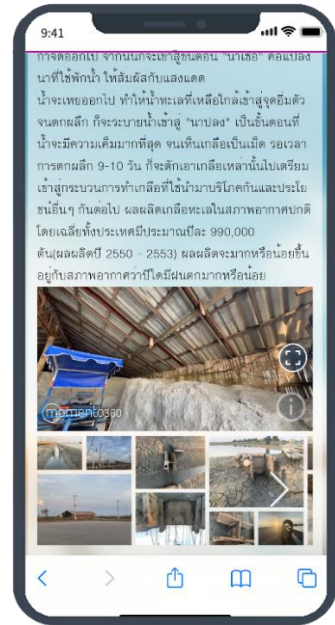 9:41
กำจัดออกไป จากนั้นก็จะเข้าสู่ขั้นตอน "นาเชื้อ" คือแปลง
นาที่ใช้พักน้ำ ให้สัมผัสกับแสงแดด
น้ำจะเหยออกไป ทำให้น้ำทะเลที่เหลือใกล้เข้าสู่จุดอิ่มตัว
จนตกผลึก ก็จะระบายน้ำเข้าสู่ "นาปลง" เป็นขั้นตอนที่
น้ำจะมีความเค็มมากที่สุด จนเห็นเกลือเป็นเม็ด รอเวลา
การตกผลึก 9-10 วัน ก็จะตักเอาเกลือเหล่านั้นไปเตรียม
เข้าสู่กระบวนการทำเกลือที่ใช้นำมาบริโภคกันและประโย
ชน์อื่นๆ กันต่อไป ผลผลิตเกลือทะเลในสภาพอากาศปกติ
โดยเฉลี่ยทั้งประเทศมีประมาณปีละ 990,000
ตัน(ผลผลิตปี 2550 - 2553) ผลผลิตจะมากหรือน้อยขึ้น
อยู่กับสภาพอากาศว่าปีใดมีฝนตกมากหรือน้อย
momento360